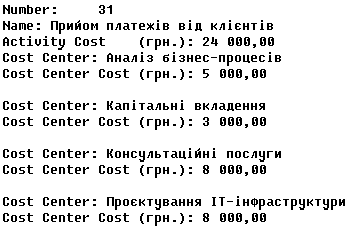 Number: 31
Name: Прийом платежів від клієнтів
Activity Cost (грн.): 24 000,00
Cost Center: Аналіз бізнес-процесів
Cost Center Cost (грн.): 5 000,00
Cost Center: Капітальні вкладення
Cost Center Cost (грн.): 3 000,00
Cost Center: Консультаційні послуги
Cost Center Cost (грн.): 8 000,00
Cost Center: Проєктування ІТ-інфраструктури
Cost Center Cost (грн.): 8 000,00